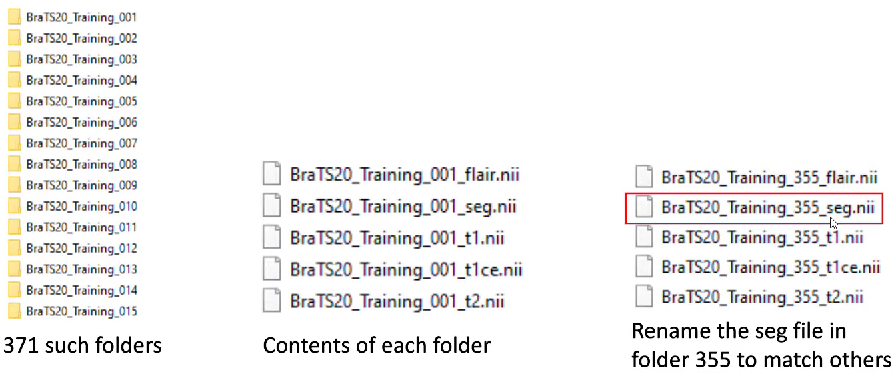 BraTS20_Training_001
BraTS20_Training_002
BraTS20_Training_003
BraTS20_Training_004
BraTS20_Training_005
BraTS20_Training_006
BraTS20_Training_007
BraTS20_Training_008
BraTS20_Training_009
BraTS20_Training_010
BraTS20_Training_011
BraTS20_Training_012
BraTS20_Training_013
BraTS20_Training_014
BraTS20_Training_015
371 such folders
BraTS20_Training_001_flair.nii
BraTS20_Training_001_seg.nii
BraTS20_Training_001_t1.nii
BraTS20_Training_001_t1ce.nii
BraTS20_Training_001_t2.nii
Contents of each folder
BraTS20_Training_355_flair.nii
BraTS20_Training_355_seg.nii
BraTS20_Training_355_t1.nii
BraTS20_Training_355_t1ce.nii
BraTS20_Training_355_t2.nii
Rename the seg file in
folder 355 to match others